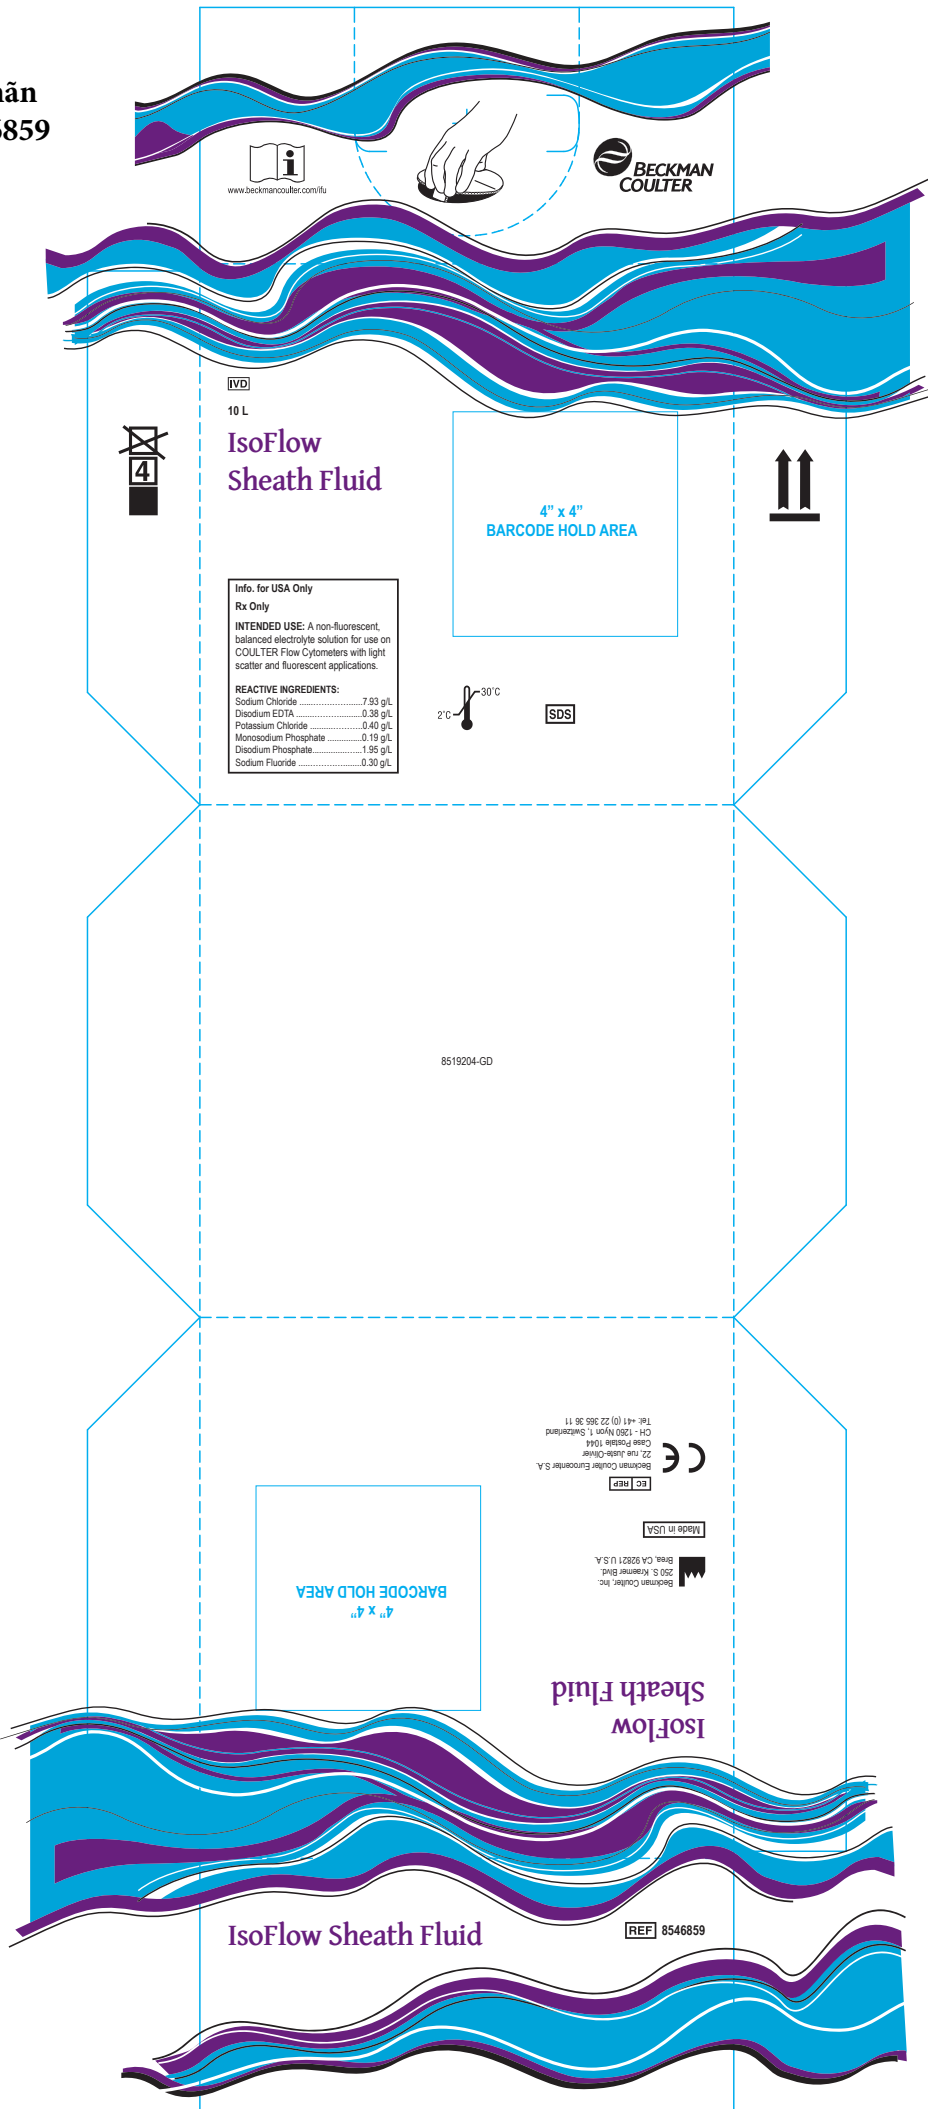 www.beckmancoulter.com/ifu
BECKMAN
COULTER
IVD
10 L
IsoFlow
Sheath Fluid
4
4” x 4”
BARCODE HOLD AREA
Info. for USA Only
Rx Only
INTENDED USE: A non-fluorescent,
balanced electrolyte solution for use on
COULTER Flow Cytometers with light
scatter and fluorescent applications.
REACTIVE INGREDIENTS:
Sodium Chloride .....................7.93 g/L
Disodium EDTA ......................0.38 g/L
Potassium Chloride .................0.40 g/L
Monosodium Phosphate ............0.19 g/L
Disodium Phosphate.................1.95 g/L
Sodium Fluoride .....................0.30 g/L
30˚C
2˚C
SDS
8519204-GD
IsoFlow
Sheath Fluid
Beckman Coulter, Inc.
250 S. Kraemer Blvd.
Brea, CA 92821 U.S.A.
Made in USA
EC REP
Beckman Coulter Eurocenter S.A.
22, rue Juste-Olivier
Case Postale 1044
CH - 1260 Nyon 1, Switzerland
Tel: +41 (0) 22 365 36 11
CE
4” x 4”
BARCODE HOLD AREA
IsoFlow Sheath Fluid
REF 8546859